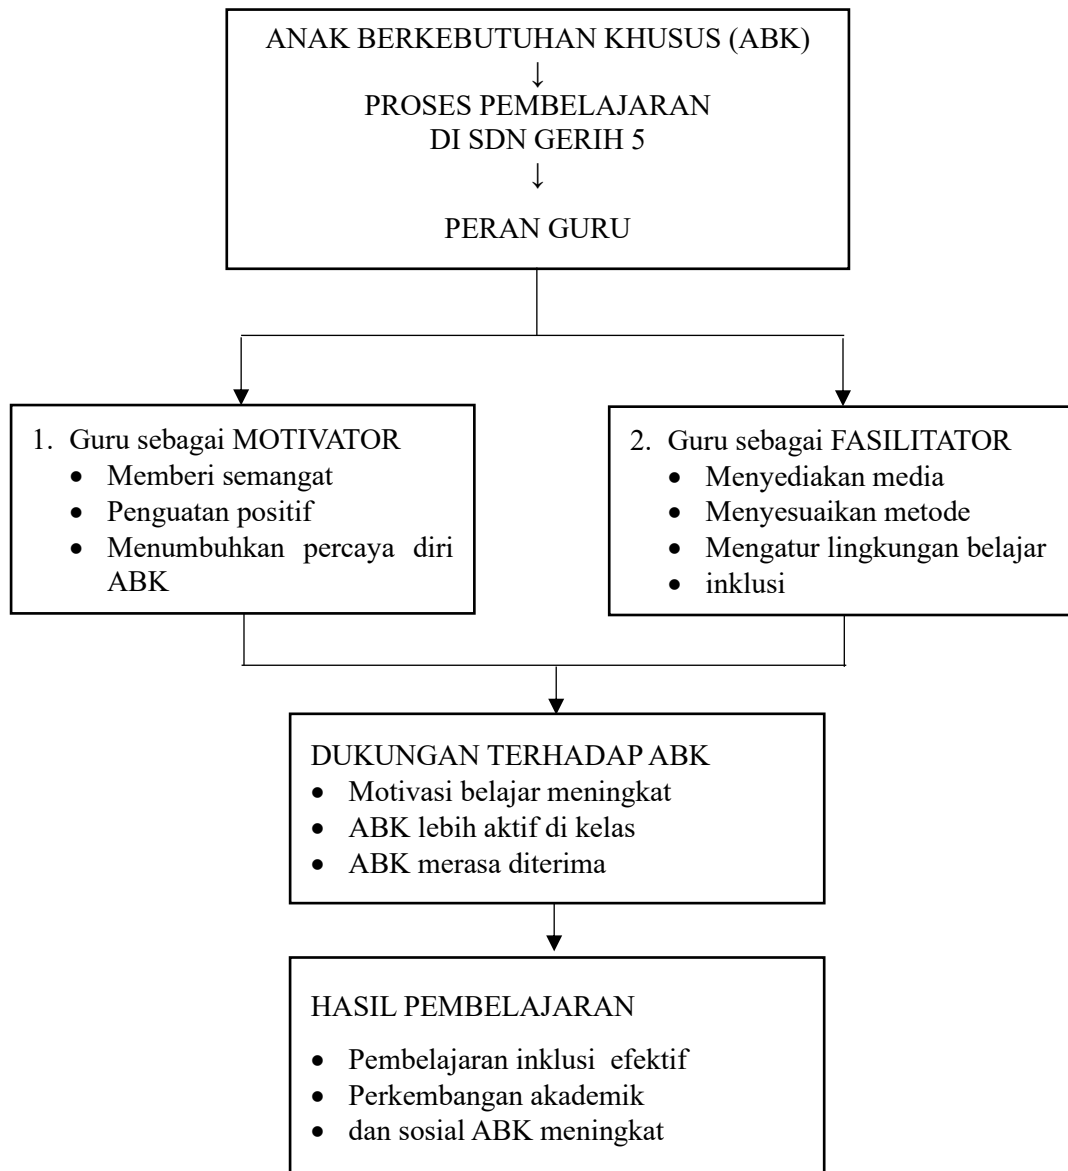 ANAK BERKEBUTUHAN KHUSUS (ABK)
↓
PROSES PEMBELAJARAN
DI SDN GERIH 5
↓
PERAN GURU
1. Guru sebagai MOTIVATOR
• Memberi semangat
• Penguatan positif
• Menumbuhkan percaya diri
ABK
2. Guru sebagai FASILITATOR
• Menyediakan media
• Menyesuaikan metode
• Mengatur lingkungan belajar
• inklusi
DUKUNGAN TERHADAP ABK
• Motivasi belajar meningkat
• ABK lebih aktif di kelas
• ABK merasa diterima
HASIL PEMBELAJARAN
• Pembelajaran inklusi efektif
• Perkembangan akademik
• dan sosial ABK meningkat